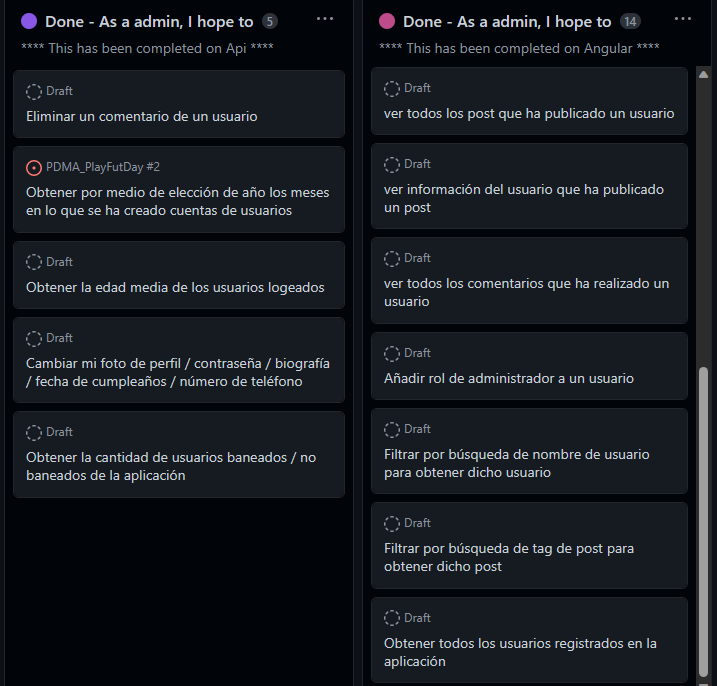 Done - As a admin, I hope to 5
**** This has been completed on Api ****
Draft
Eliminar un comentario de un usuario
PDMA_PlayFutDay #2
Obtener por medio de elección de año los meses
en lo que se ha creado cuentas de usuarios
Draft
Obtener la edad media de los usuarios logeados
Draft
Cambiar mi foto de perfil / contraseña / biografía
/ fecha de cumpleaños / número de teléfono
Draft
Obtener la cantidad de usuarios baneados / no
baneados de la aplicación
Done - As a admin, I hope to 14
**** This has been completed on Angular ****
Draft
ver todos los post que ha publicado un usuario
Draft
ver información del usuario que ha publicado
un post
Draft
ver todos los comentarios que ha realizado un
usuario
Draft
Añadir rol de administrador a un usuario
Draft
Filtrar por búsqueda de nombre de usuario
para obtener dicho usuario
Draft
Filtrar por búsqueda de tag de post para
obtener dicho post
Draft
Obtener todos los usuarios registrados en la
aplicación